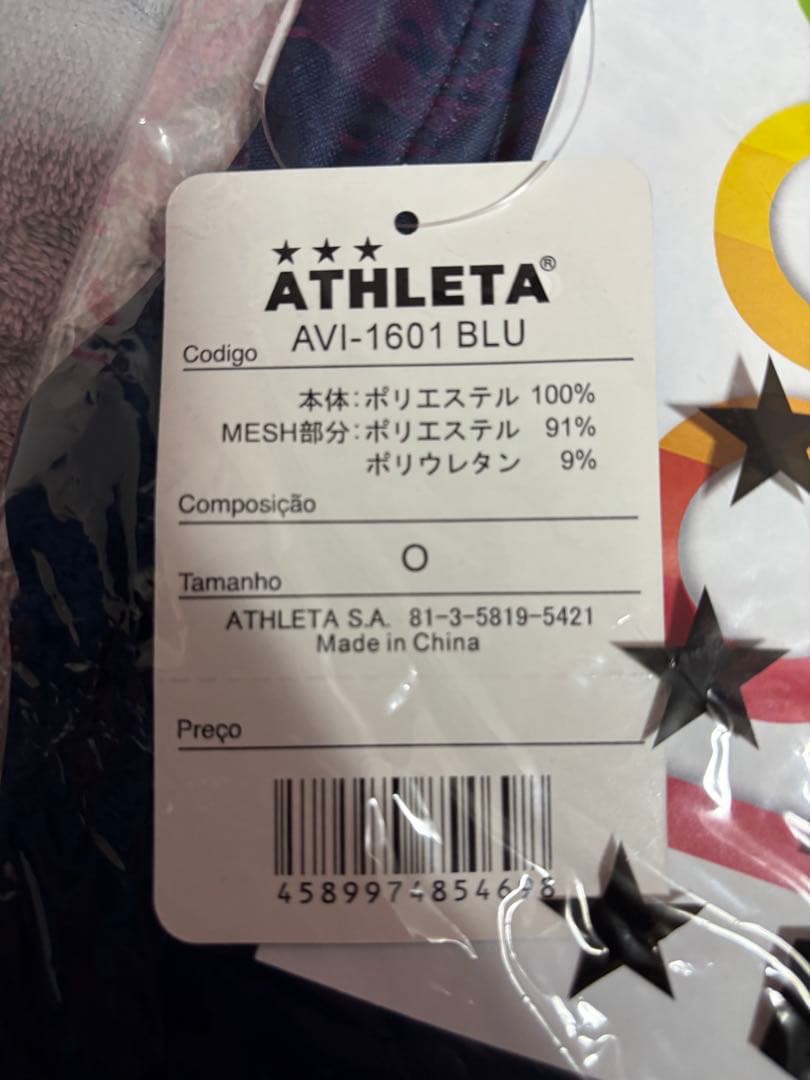 ★★★
ATHLETA®
Codigo AVI-1601 BLU
本体:ポリエステル 100%
MESH部分:ポリエステル 91%
ポリウレタン 9%
Composição
O
Tamanho
ATHLETA S.A. 81-3-5819-5421
Made in China
Preço
4589974854698